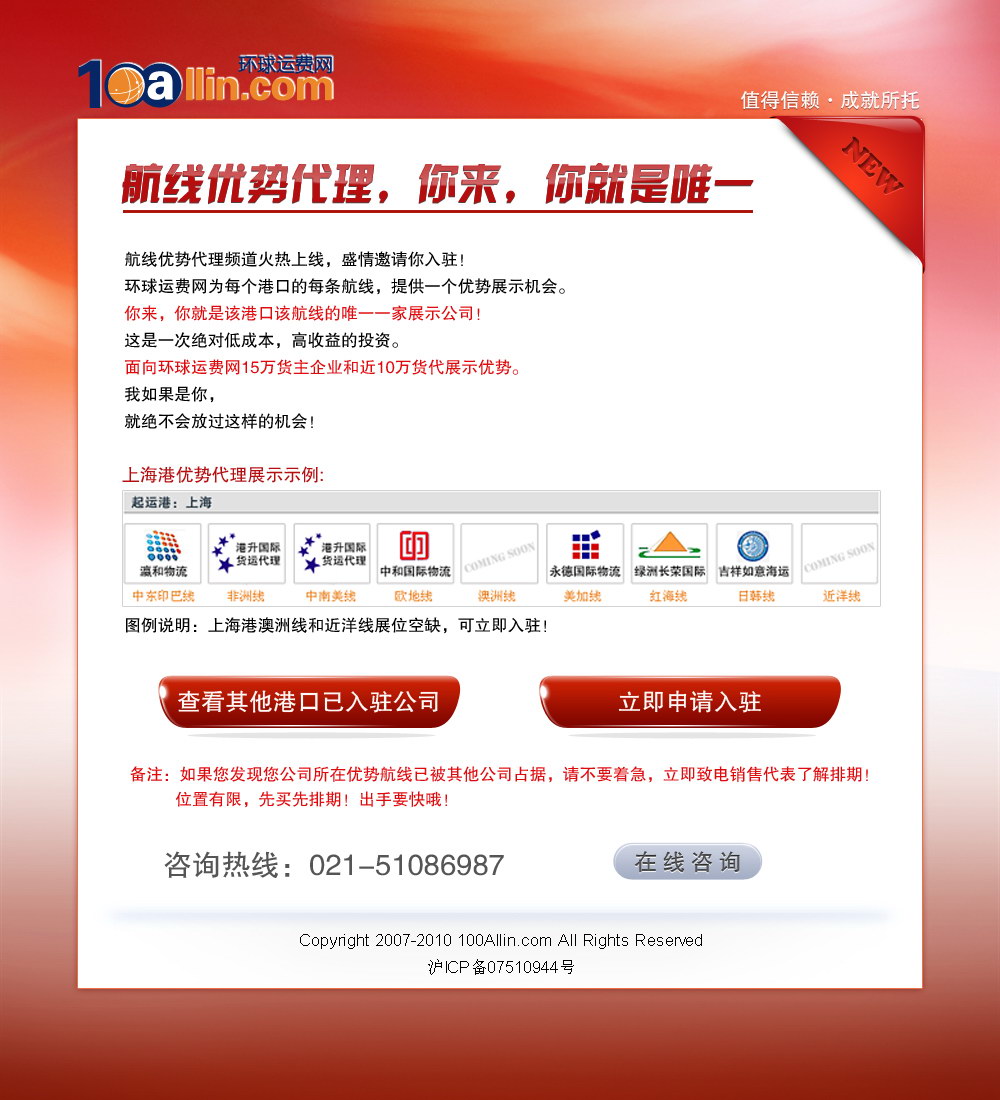 环球运费网
100allin.com
值得信赖·成就所托
NEW
航线优势代理，你来，你就是唯一
航线优势代理频道火热上线，盛情邀请你入驻！
环球运费网为每个港口的每条航线，提供一个优势展示机会。
你来，你就是该港口该航线的唯一一家展示公司！
这是一次绝对低成本，高收益的投资。
面向环球运费网15万货主企业和近10万货代展示优势。
我如果是你，
就绝不会放过这样的机会！
上海港优势代理展示示例:
起运港：上海
瀛和物流
港升国际
货运代理
港升国际
货运代理
中和国际物流
COMING SOON
永德国际物流
绿洲长荣国际
吉祥如意海运
COMING SOON
中东印巴线 非洲线 中南美线 欧地线 澳洲线 美加线 红海线 日韩线 近洋线
图例说明：上海港澳洲线和近洋线展位空缺，可立即入驻！
查看其他港口已入驻公司
立即申请入驻
备注：如果您发现您公司所在优势航线已被其他公司占据，请不要着急，立即致电销售代表了解排期！
位置有限，先买先排期！出手要快哦！
咨询热线：021-51086987
在线咨询
Copyright 2007-2010 100Allin.com All Rights Reserved
沪ICP备07510944号